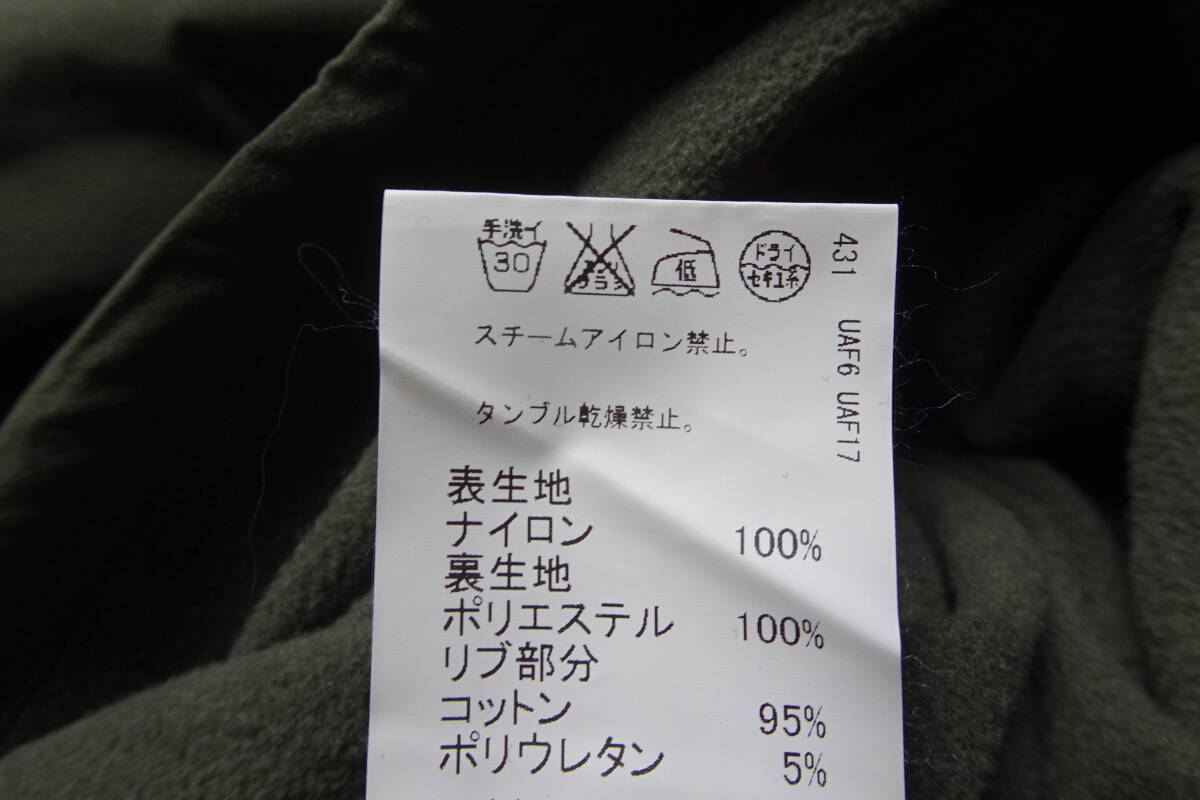 手洗イ
30
低
ドライ
セキユ系
スチームアイロン禁止。
タンブル乾燥禁止。
表生地
ナイロン 100%
裏生地
ポリエステル 100%
リブ部分
コットン 95%
ポリウレタン 5%
431 UAF6 UAF17